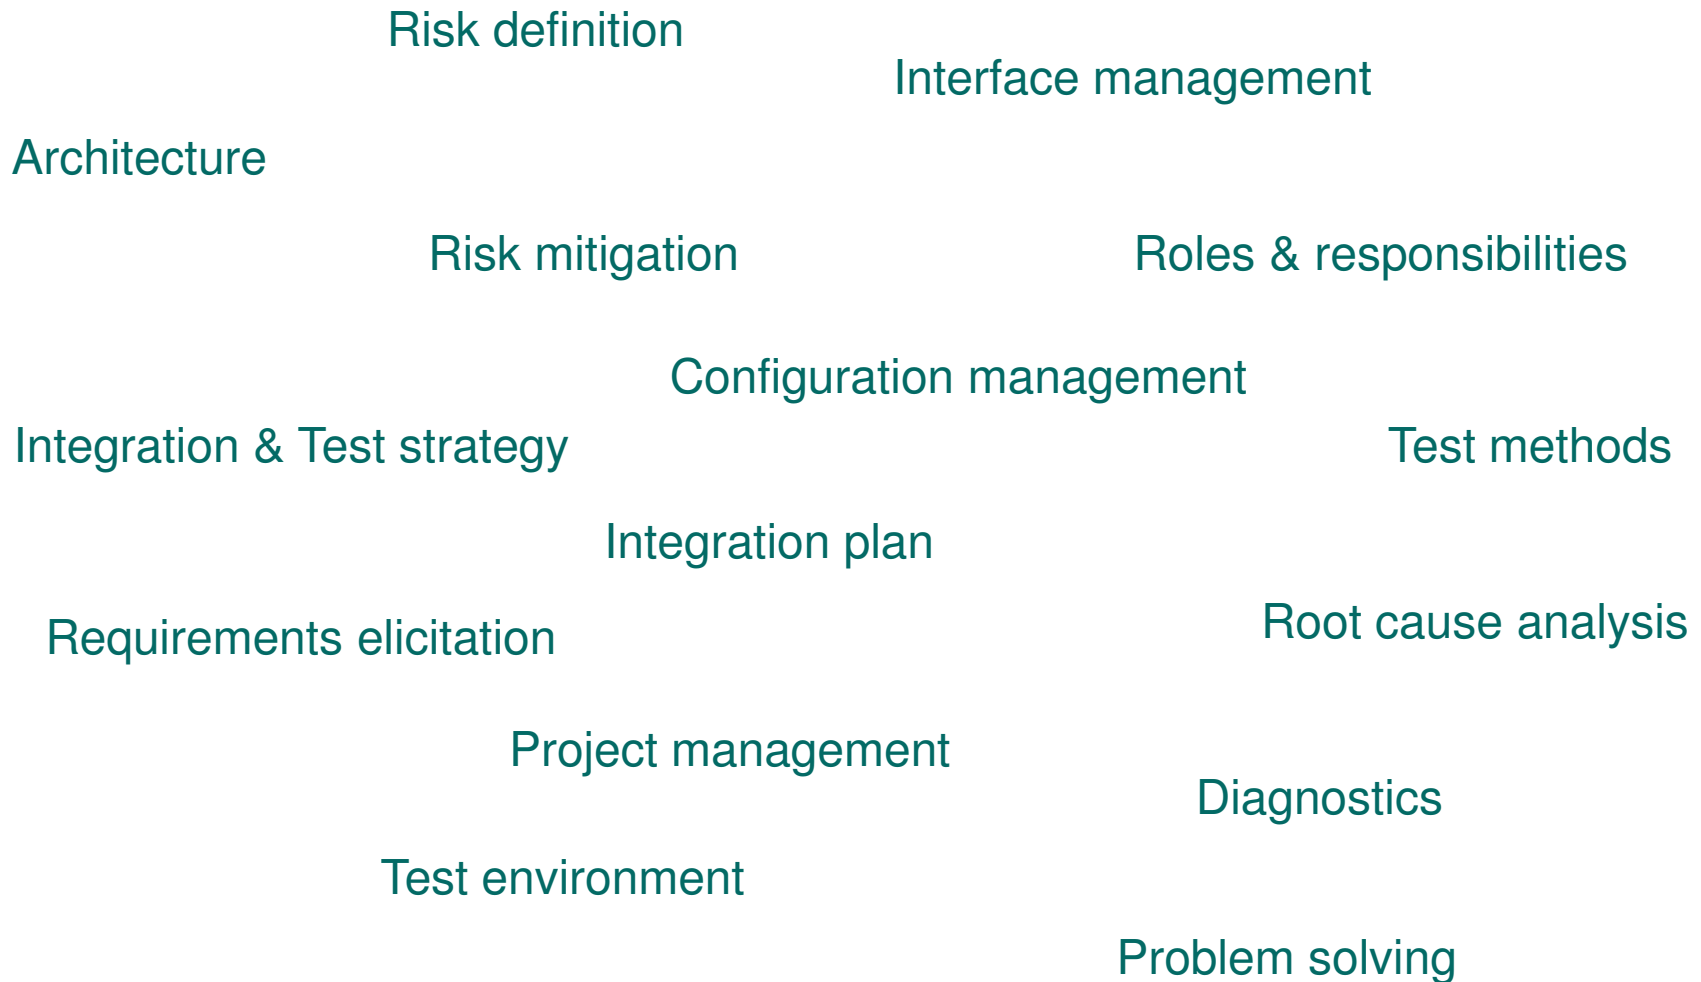 Risk definition
Interface management
Architecture
Risk mitigation
Roles & responsibilities
Configuration management
Integration & Test strategy
Test methods
Integration plan
Root cause analysis
Requirements elicitation
Project management
Diagnostics
Test environment
Problem solving